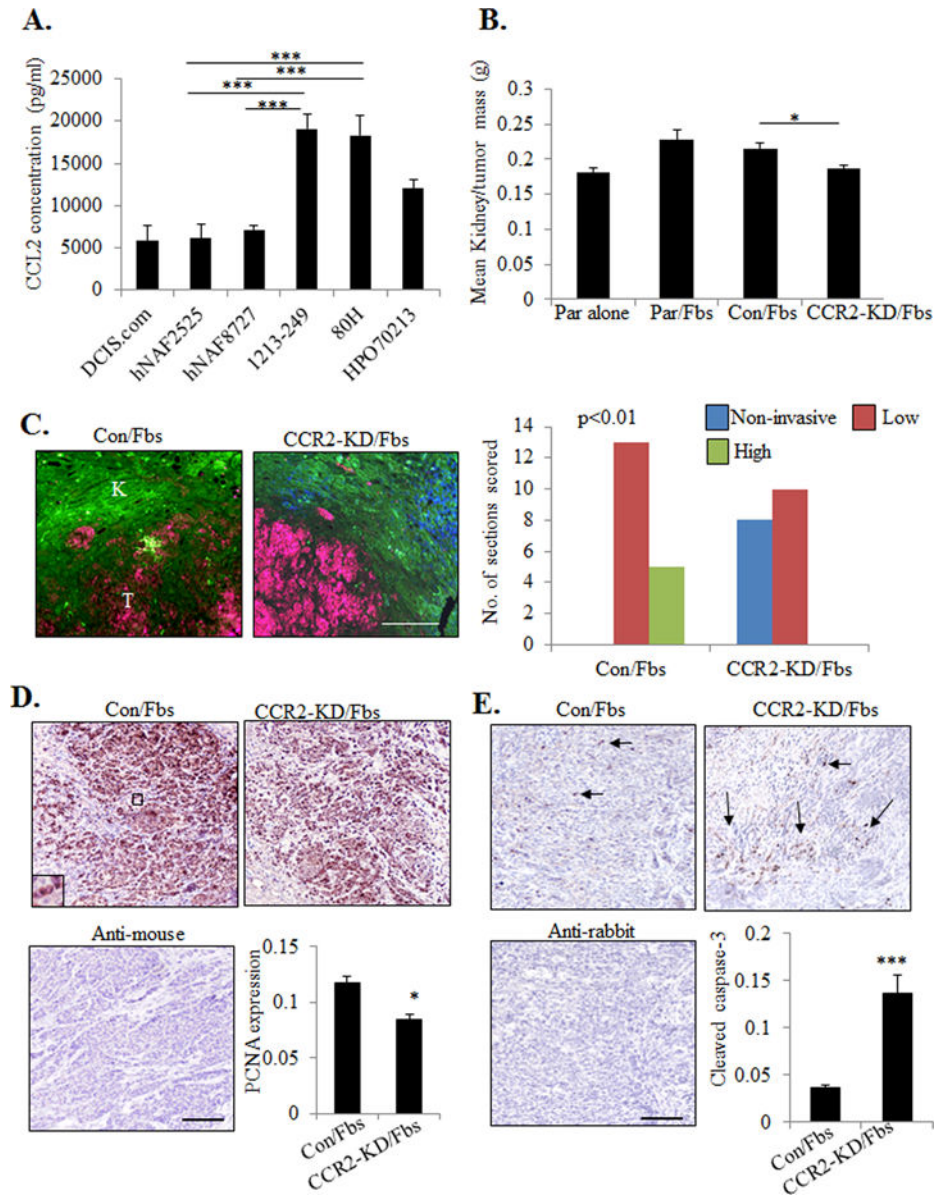 A.
***
***
***
***
CCL2 concentration (pg/ml)
25000
20000
15000
10000
5000
0
DCIS.com
hNAF2525
hNAF8727
1213-249
80H
HPO70213
B.
*
Mean Kidney/tumor mass (g)
0.3
0.25
0.2
0.15
0.1
0.05
0
Par alone
Par/Fbs
Con/Fbs
CCR2-KD/Fbs
C.
Con/Fbs
K
T
CCR2-KD/Fbs
p<0.01
Non-invasive
Low
High
No. of sections scored
14
12
10
8
6
4
2
0
Con/Fbs
CCR2-KD/Fbs
D.
Con/Fbs
CCR2-KD/Fbs
Anti-mouse
PCNA expression
0.15
0.1
0.05
0
*
Con/Fbs
CCR2-KD/Fbs
E.
Con/Fbs
CCR2-KD/Fbs
Anti-rabbit
Cleaved caspase-3
0.2
0.15
0.1
0.05
0
***
Con/Fbs
CCR2-KD/Fbs